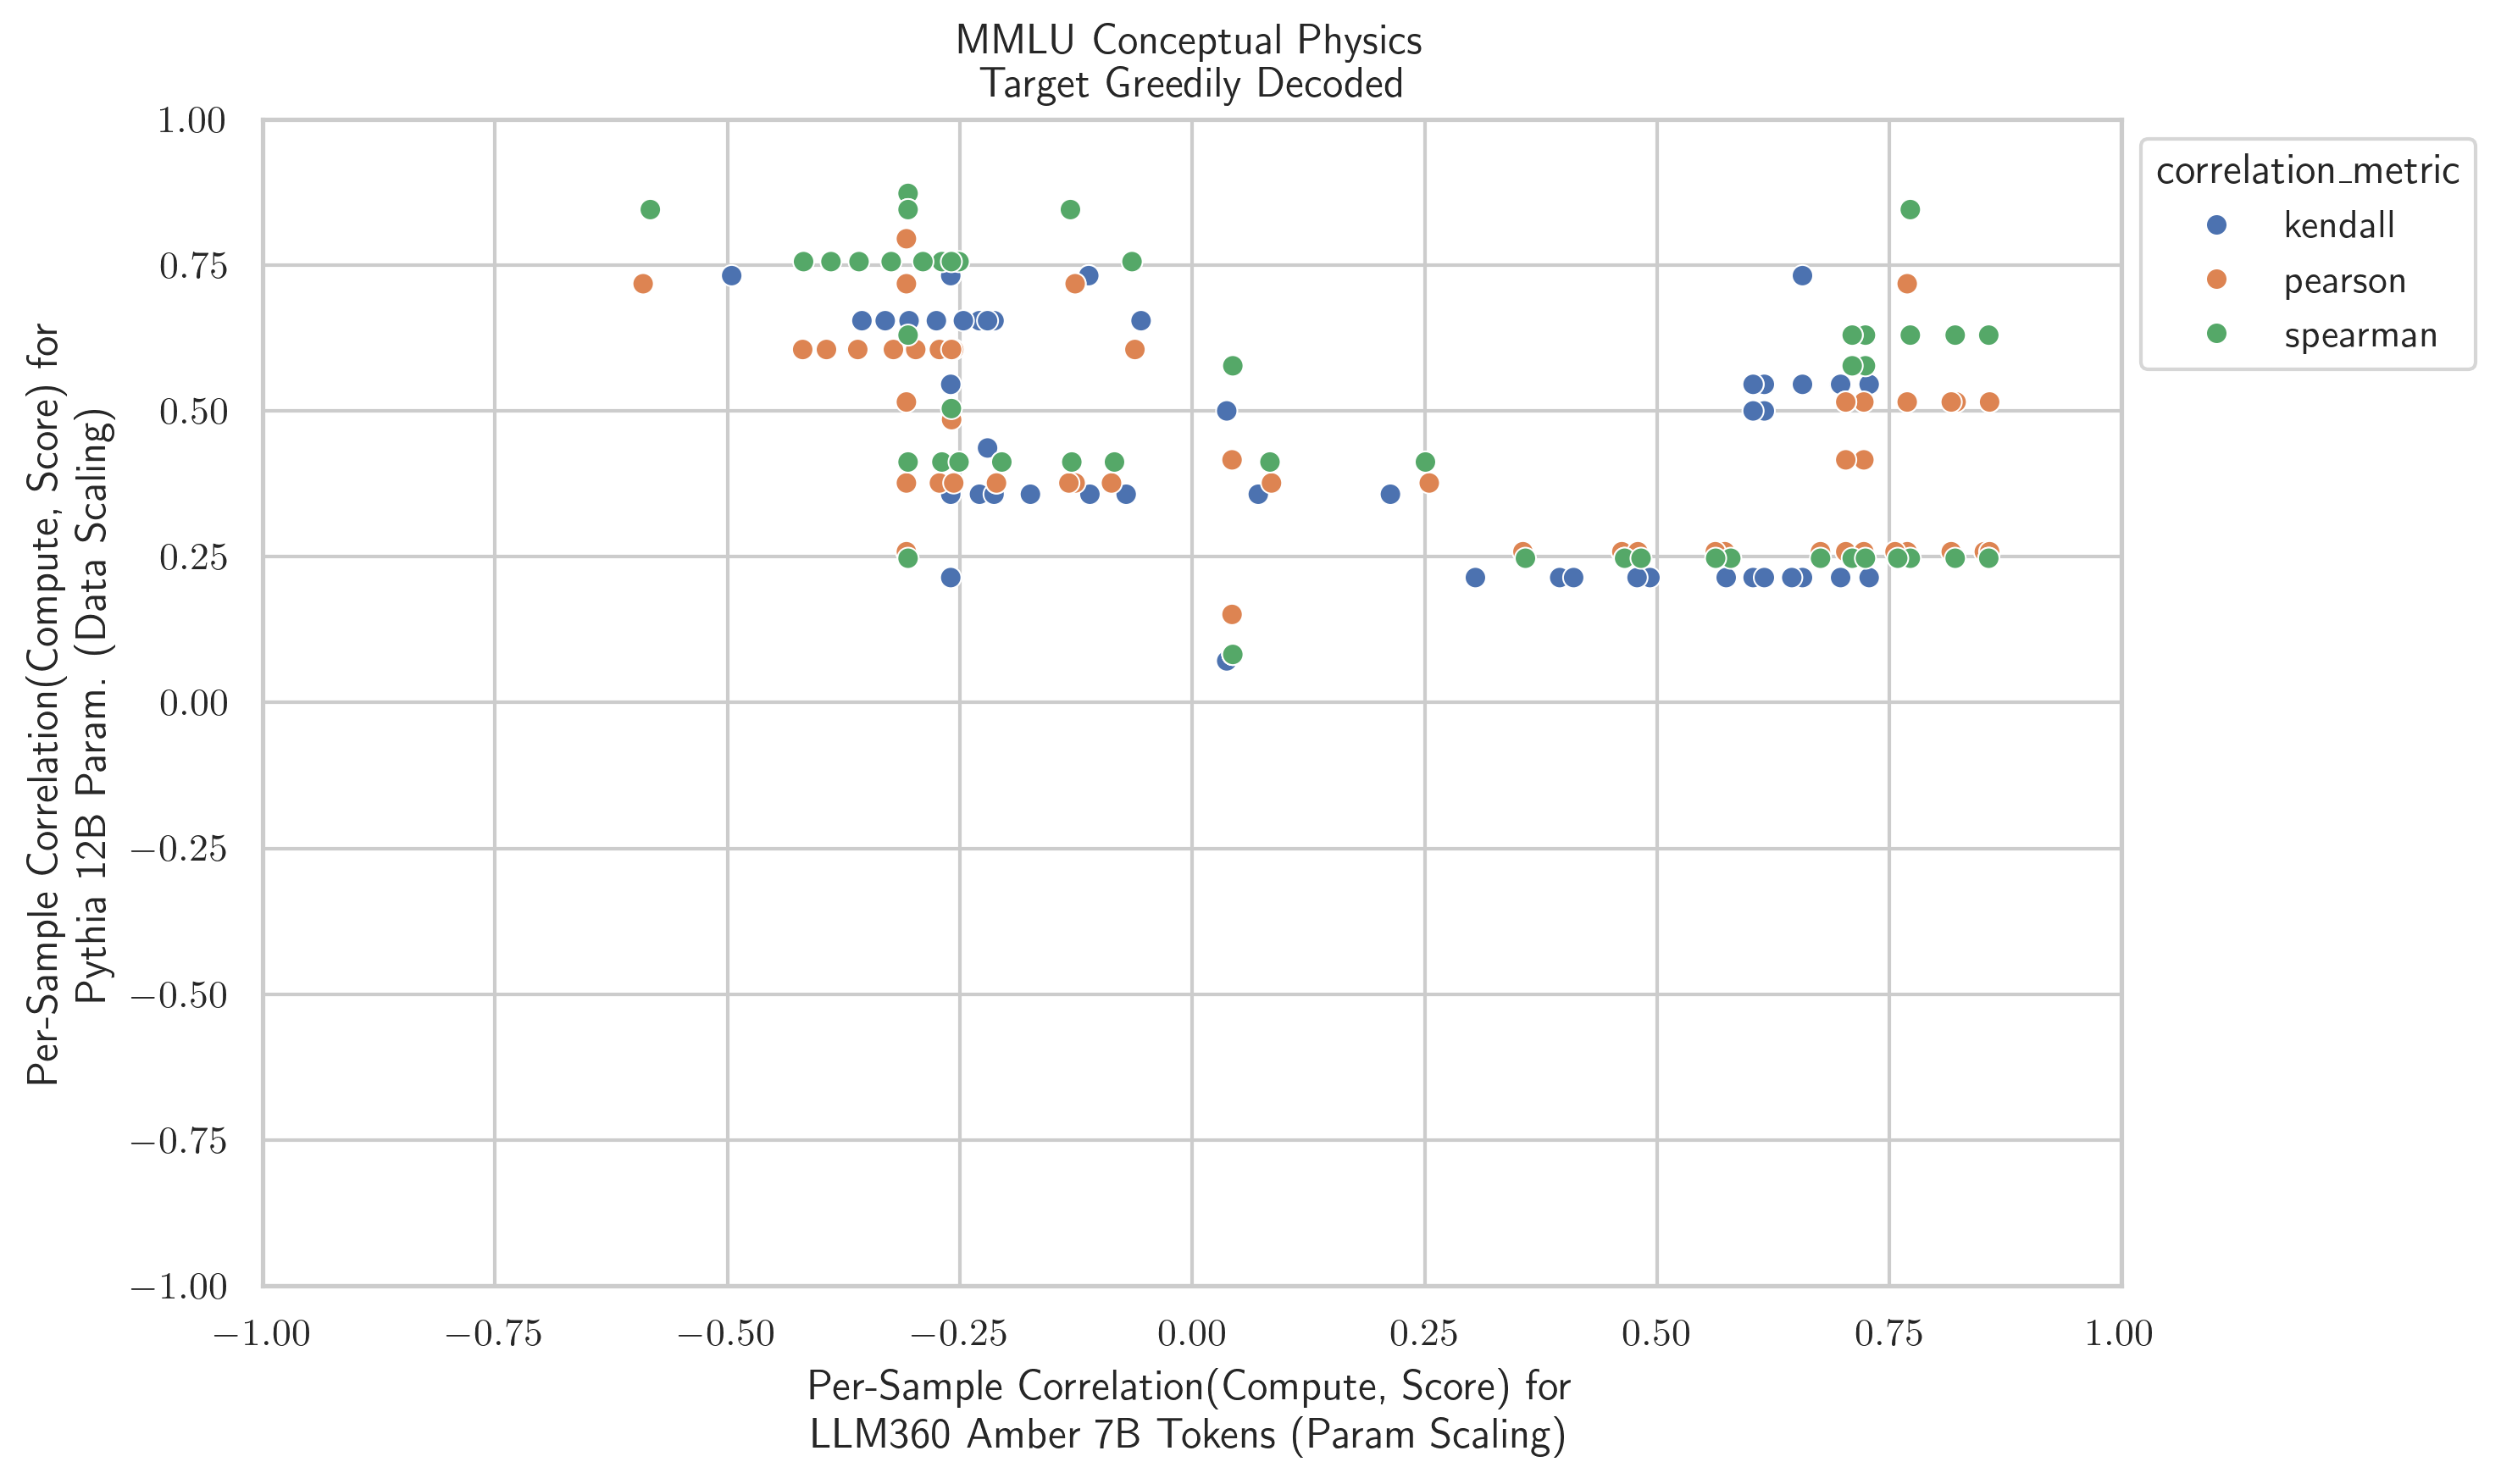 MMLU Conceptual Physics
Target Greedily Decoded
Per-Sample Correlation(Compute, Score) for
Pythia 12B Param. (Data Scaling)
1.00
0.75
0.50
0.25
0.00
−0.25
−0.50
−0.75
−1.00
−1.00
−0.75
−0.50
−0.25
0.00
0.25
0.50
0.75
1.00
Per-Sample Correlation(Compute, Score) for
LLM360 Amber 7B Tokens (Param Scaling)
correlation_metric
kendall
pearson
spearman